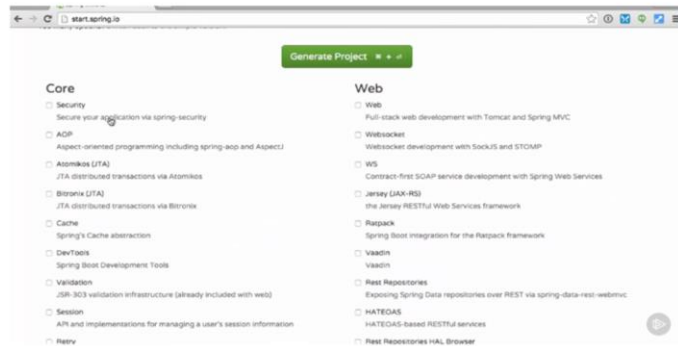 start.spring.io
Generate Project
Core
Security
Secure your application via spring-security
AOP
Aspect-oriented programming including spring-aop and AspectJ
Atomikos (JTA)
JTA distributed transactions via Atomikos
Bitronix (JTA)
JTA distributed transactions via Bitronix
Cache
Spring's Cache abstraction
DevTools
Spring Boot Development Tools
Validation
JSR-303 validation infrastructure (already included with web)
Session
API and implementations for managing a user's session information
Retry
Web
Web
Full-stack web development with Tomcat and Spring MVC
Websocket
Websocket development with SockJS and STOMP
WS
Contract-first SOAP service development with Spring Web Services
Jersey (JAX-RS)
the Jersey RESTful Web Services framework
Ratpack
Spring Boot integration for the Ratpack framework
Vaadin
Vaadin
Rest Repositories
Exposing Spring Data repositories over REST via spring-data-rest-webmvc
HATEOAS
HATEOAS-based RESTful services
Rest Repositories HAL Browser